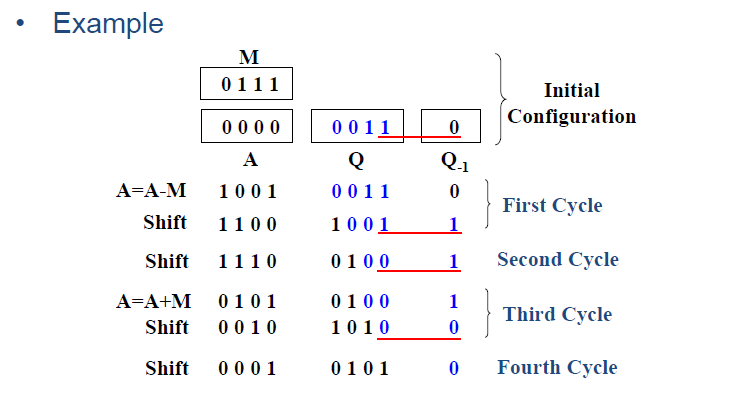 • Example
M
0 1 1 1
0 0 0 0 0 0 1 1 0
Initial Configuration
A Q Q-1
A=A-M 1 0 0 1 0 0 1 1 0
Shift 1 1 0 0 1 0 0 1 1
First Cycle
Shift 1 1 1 0 0 1 0 0 1 Second Cycle
A=A+M 0 1 0 1 0 1 0 0 1
Shift 0 0 1 0 1 0 1 0 0
Third Cycle
Shift 0 0 0 1 0 1 0 1 0 Fourth Cycle